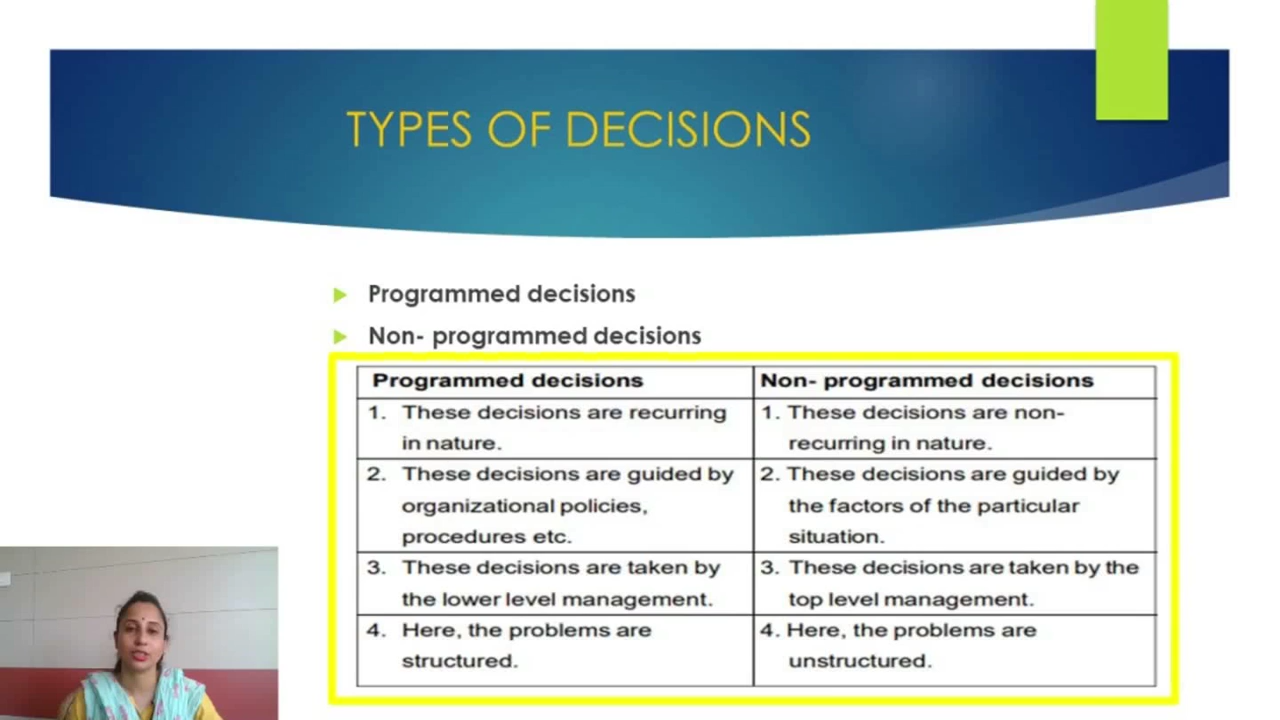 TYPES OF DECISIONS
Programmed decisions
Non- programmed decisions
Programmed decisions
Non- programmed decisions
1. These decisions are recurring
in nature.
1. These decisions are non-
recurring in nature.
2. These decisions are guided by
organizational policies,
procedures etc.
2. These decisions are guided by
the factors of the particular
situation.
3. These decisions are taken by
the lower level management.
3. These decisions are taken by the
top level management.
4. Here, the problems are
structured.
4. Here, the problems are
unstructured.